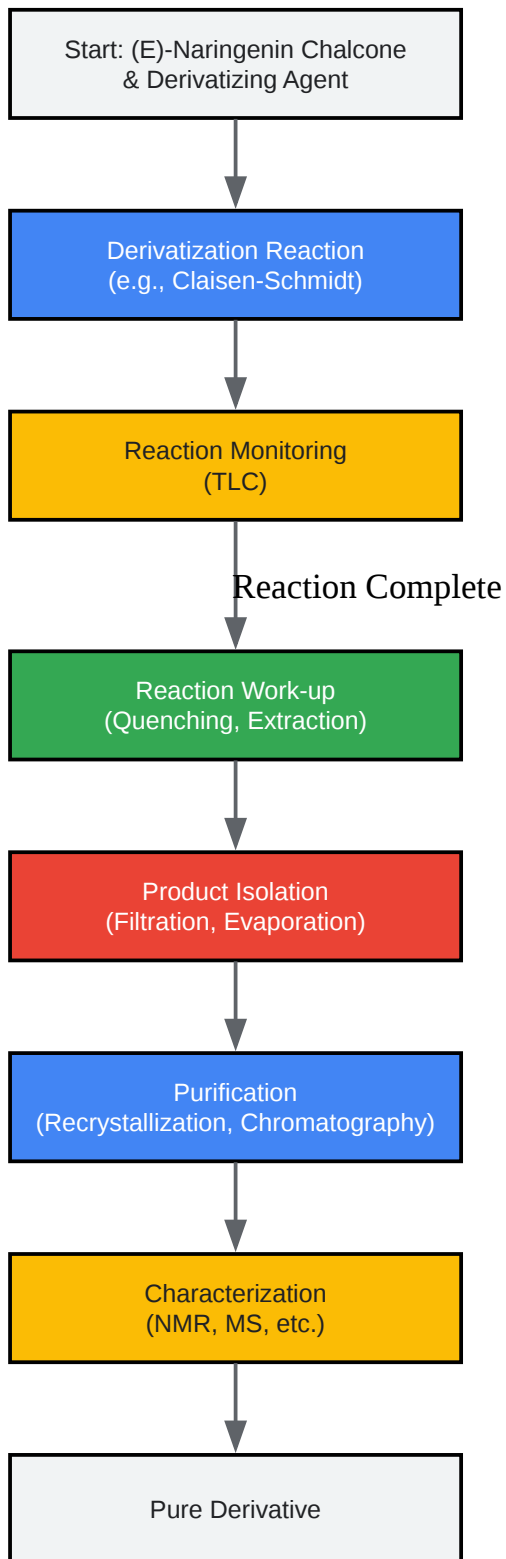 Start: (E)-Naringenin Chalcone
& Derivatizing Agent
Derivatization Reaction
(e.g., Claisen-Schmidt)
Reaction Monitoring
(TLC)
Reaction Complete
Reaction Work-up
(Quenching, Extraction)
Product Isolation
(Filtration, Evaporation)
Purification
(Recrystallization, Chromatography)
Characterization
(NMR, MS, etc.)
Pure Derivative